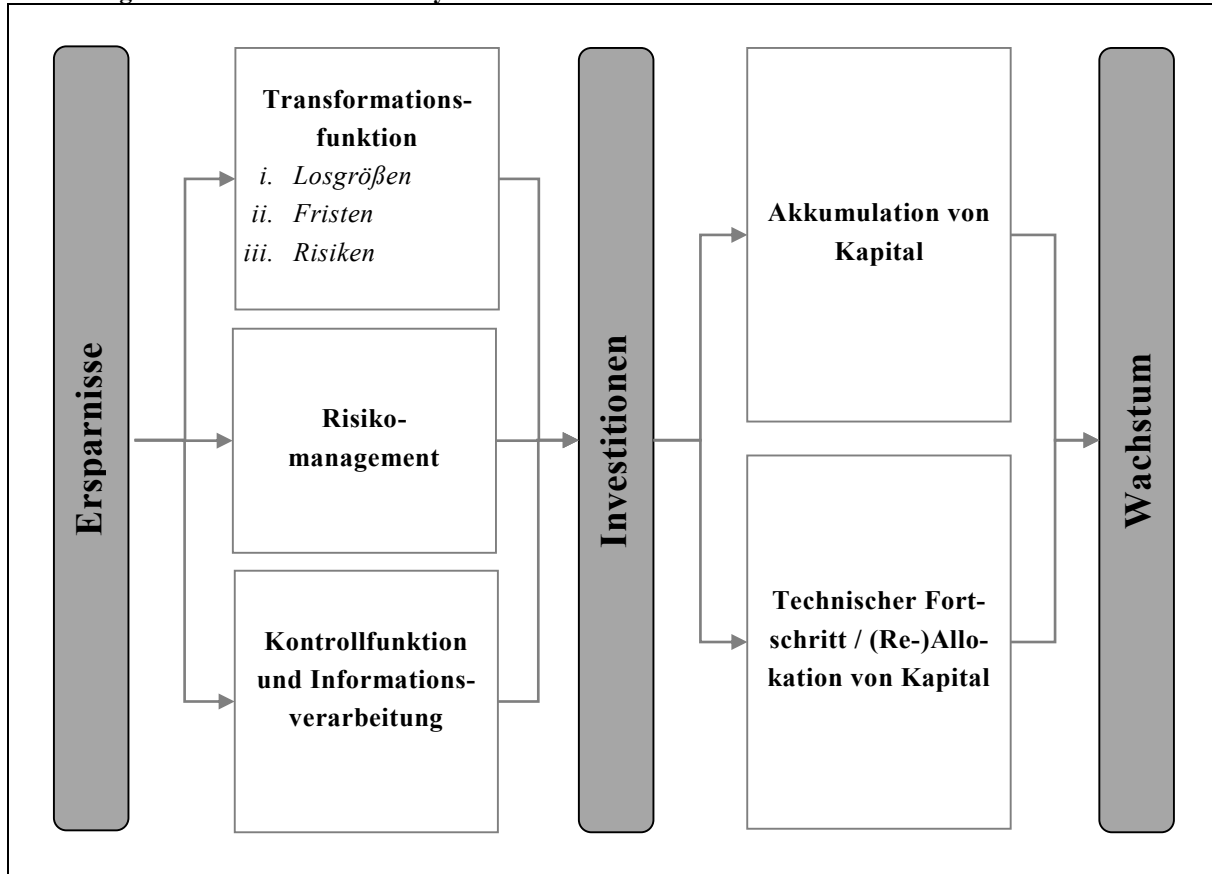 Ersparnisse
Transformations-
funktion
i. Losgrößen
ii. Fristen
iii. Risiken
Risiko-
management
Kontrollfunktion
und Informations-
verarbeitung
Investitionen
Akkumulation von
Kapital
Technischer Fort-
schritt / (Re-)Allo-
kation von Kapital
Wachstum